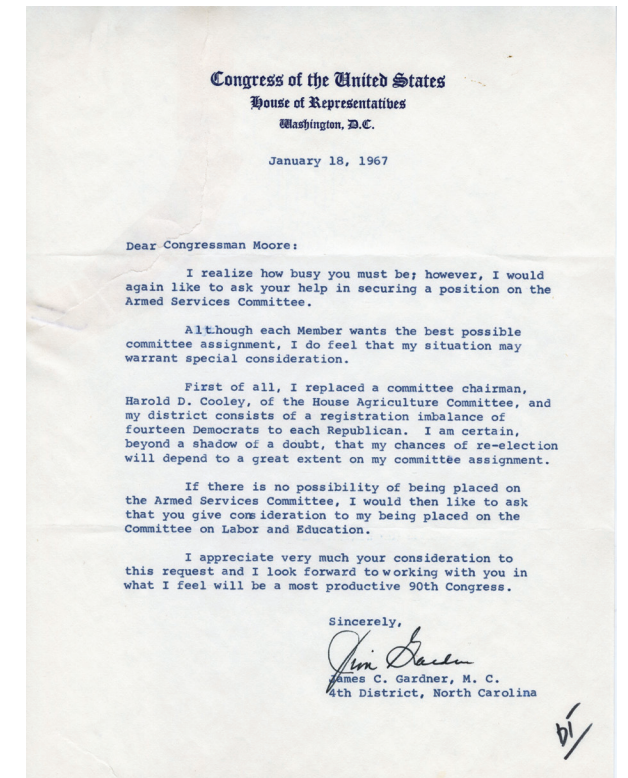 Congress of the United States
House of Representatives
Washington, D.C.
January 18, 1967
Dear Congressman Moore:
I realize how busy you must be; however, I would
again like to ask your help in securing a position on the
Armed Services Committee.
Although each Member wants the best possible
committee assignment, I do feel that my situation may
warrant special consideration.
First of all, I replaced a committee chairman,
Harold D. Cooley, of the House Agriculture Committee, and
my district consists of a registration imbalance of
fourteen Democrats to each Republican. I am certain,
beyond a shadow of a doubt, that my chances of re-election
will depend to a great extent on my committee assignment.
If there is no possibility of being placed on
the Armed Services Committee, I would then like to ask
that you give consideration to my being placed on the
Committee on Labor and Education.
I appreciate very much your consideration to
this request and I look forward to working with you in
what I feel will be a most productive 90th Congress.
Sincerely,
Jim Gardner
James C. Gardner, M. C.
4th District, North Carolina